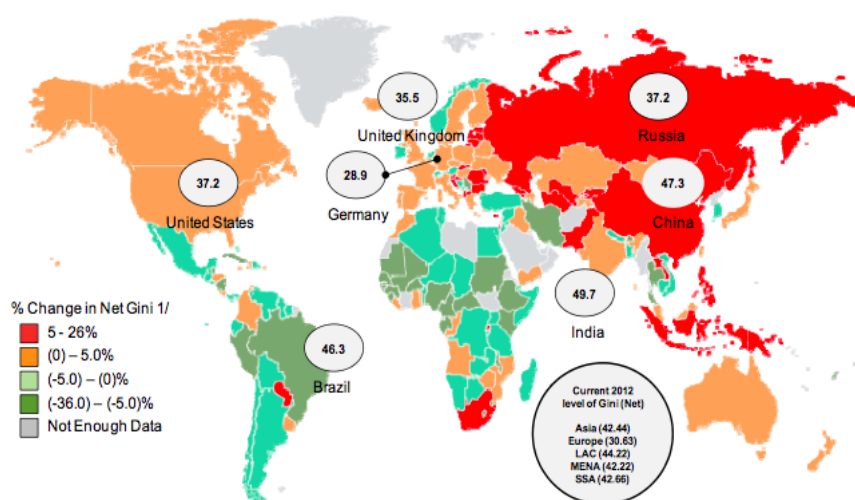 35.5
United Kingdom
37.2
Russia
37.2
United States
28.9
Germany
47.3
China
49.7
India
46.3
Brazil
% Change in Net Gini 1/
5 - 26%
(0) – 5.0%
(-5.0) – (0)%
(-36.0) – (-5.0)%
Not Enough Data
Current 2012
level of Gini (Net)
Asia (42.44)
Europe (30.63)
LAC (44.22)
MENA (42.22)
SSA (42.66)